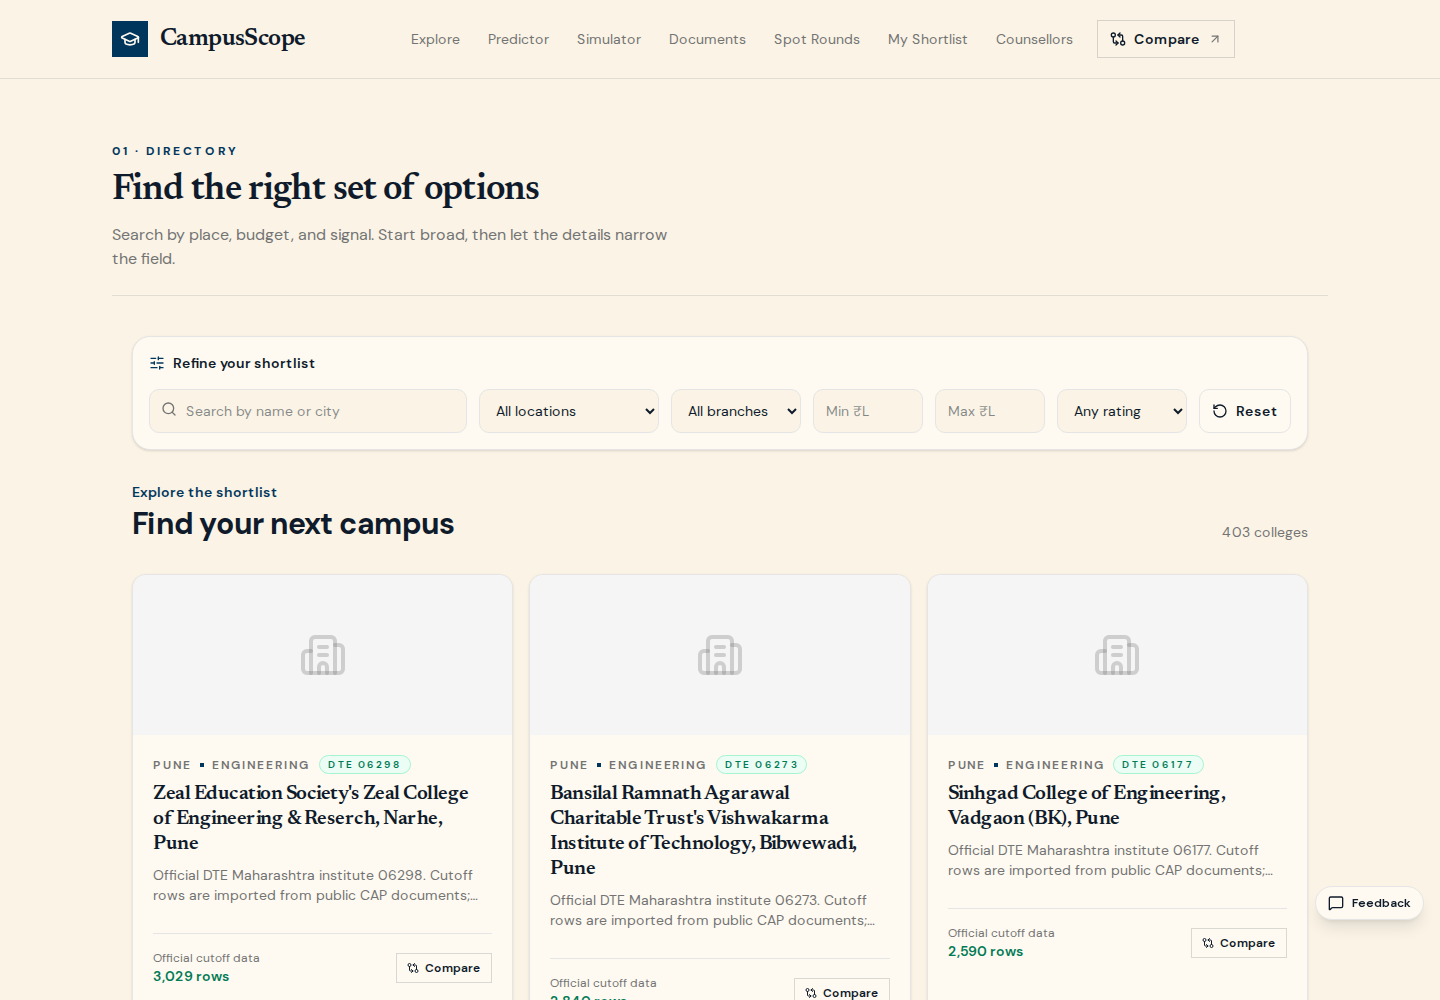 CampusScope
Explore
Predictor
Simulator
Documents
Spot Rounds
My Shortlist
Counsellors
Compare
01 · DIRECTORY
Find the right set of options
Search by place, budget, and signal. Start broad, then let the details narrow
the field.
Refine your shortlist
Search by name or city
All locations
All branches
Min ₹L
Max ₹L
Any rating
Reset
Explore the shortlist
Find your next campus
403 colleges
PUNE ▪ ENGINEERING DTE 06298
Zeal Education Society's Zeal College
of Engineering & Reserch, Narhe,
Pune
Official DTE Maharashtra institute 06298. Cutoff
rows are imported from public CAP documents;…
Official cutoff data
3,029 rows
Compare
PUNE ▪ ENGINEERING DTE 06273
Bansilal Ramnath Agarawal
Charitable Trust's Vishwakarma
Institute of Technology, Bibwewadi,
Pune
Official DTE Maharashtra institute 06273. Cutoff
rows are imported from public CAP documents;…
Official cutoff data
2,840 rows
Compare
PUNE ▪ ENGINEERING DTE 06177
Sinhgad College of Engineering,
Vadgaon (BK), Pune
Official DTE Maharashtra institute 06177. Cutoff
rows are imported from public CAP documents;…
Official cutoff data
2,590 rows
Compare
Feedback